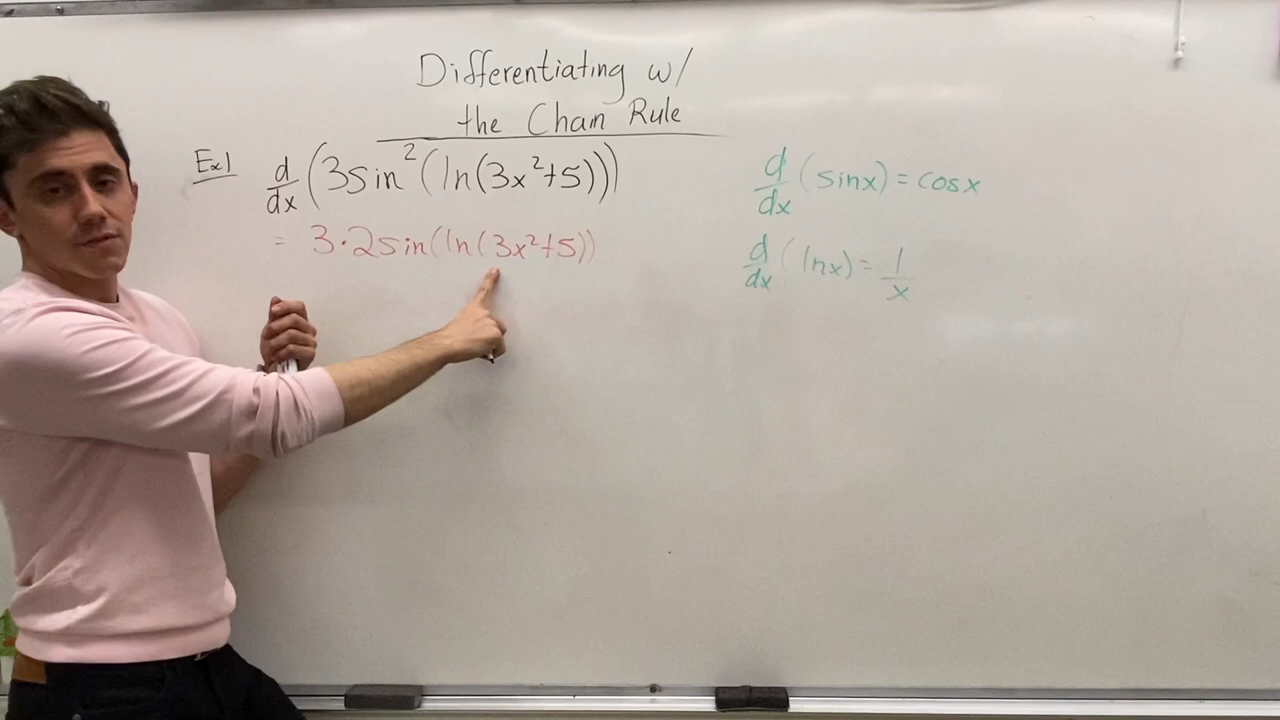 Differentiating w/
the Chain Rule
Ex1 d/dx (3sin²(ln(3x²+5)))
= 3·2sin(ln(3x²+5))
d/dx (sinx) = cosx
d/dx (lnx) = 1/x